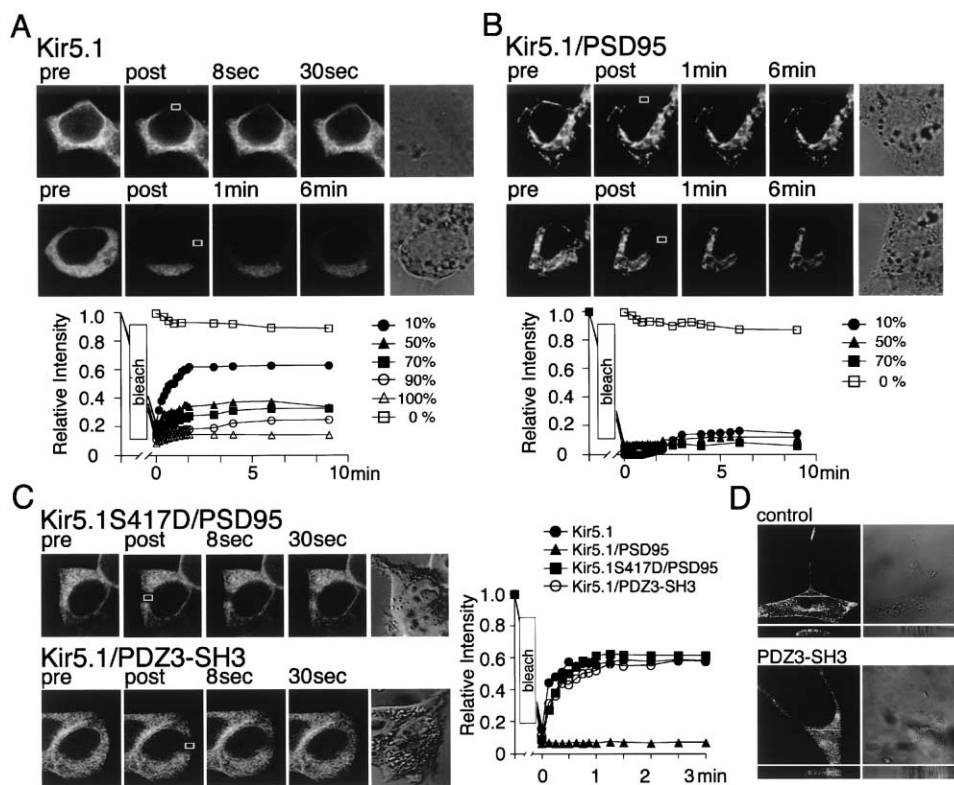 A
Kir5.1
pre post 8sec 30sec
pre post 1min 6min
Relative Intensity
1.0
0.8
0.6
0.4
0.2
0
bleach
0 5 10min
10%
50%
70%
90%
100%
0 %
B
Kir5.1/PSD95
pre post 1min 6min
pre post 1min 6min
Relative Intensity
1.0
0.8
0.6
0.4
0.2
0
bleach
0 5 10min
10%
50%
70%
0 %
C
Kir5.1S417D/PSD95
pre post 8sec 30sec
Kir5.1/PDZ3-SH3
pre post 8sec 30sec
Kir5.1
Kir5.1/PSD95
Kir5.1S417D/PSD95
Kir5.1/PDZ3-SH3
Relative Intensity
1.0
0.8
0.6
0.4
0.2
0
bleach
0 1 2 3 min
D
control
PDZ3-SH3